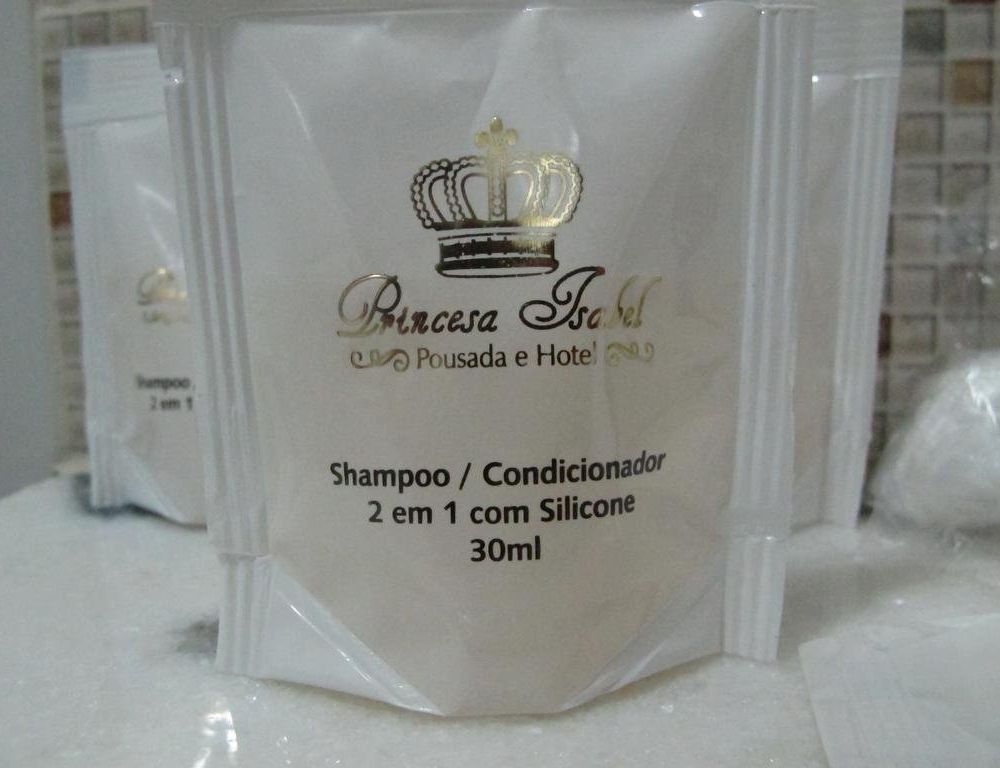 Princesa Isabel
Pousada e Hotel
Shampoo / Condicionador
2 em 1 com Silicone
30ml
Shampoo /
2 em 1